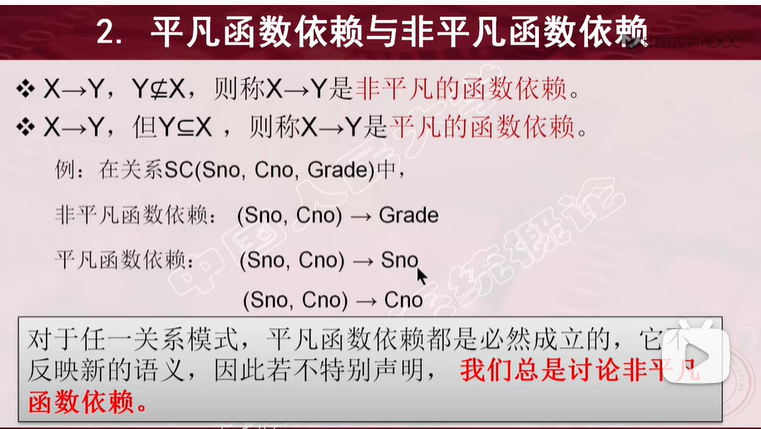 2. 平凡函数依赖与非平凡函数依赖
❖ X→Y，Y⊈X，则称X→Y是非平凡的函数依赖。
❖ X→Y，但Y⊆X ，则称X→Y是平凡的函数依赖。
例：在关系SC(Sno, Cno, Grade)中，
非平凡函数依赖： (Sno, Cno) → Grade
平凡函数依赖： (Sno, Cno) → Sno
(Sno, Cno) → Cno
对于任一关系模式，平凡函数依赖都是必然成立的，它不
反映新的语义，因此若不特别声明， 我们总是讨论非平凡
函数依赖。